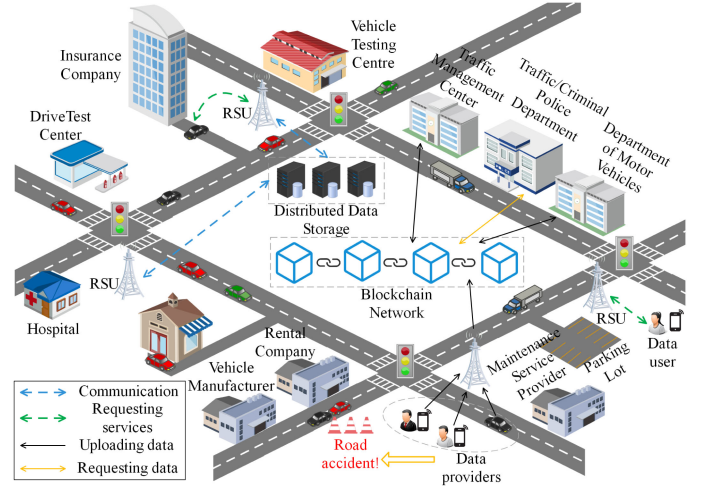 Insurance
Company
Vehicle
Testing
Centre
RSU
DriveTest
Center
Traffic
Management
Center
Traffic/Criminal
Police
Department
Department
of Motor
Vehicles
Distributed Data
Storage
RSU
Blockchain
Network
Hospital
RSU
Data
user
Rental
Company
Vehicle
Manufacturer
Maintenance
Service
Provider
Parking
Lot
Road
accident!
Data
providers
Communication
Requesting
services
Uploading data
Requesting data